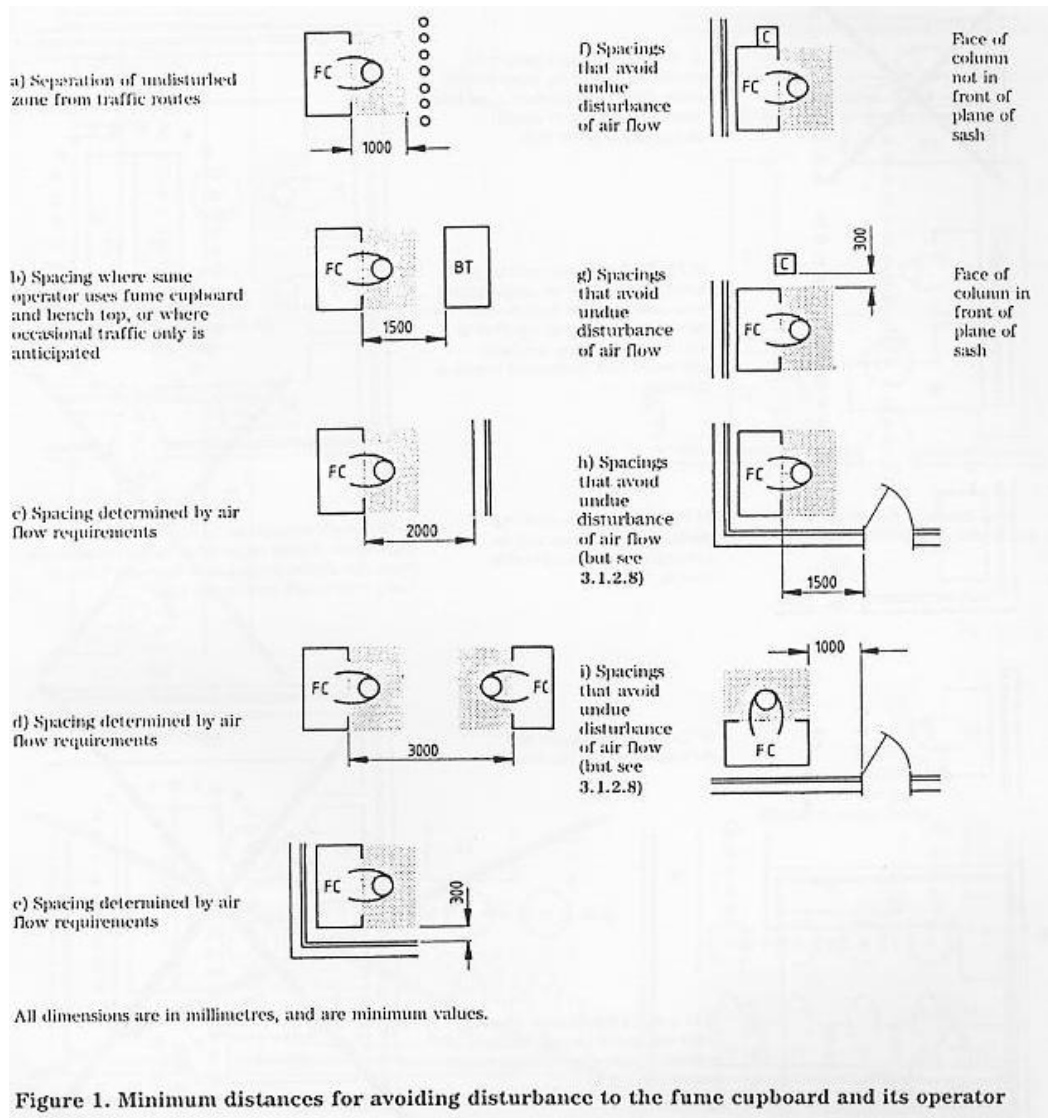 a) Separation of undisturbed
zone from traffic routes
FC
1000
b) Spacing where same
operator uses fume cupboard
and bench top, or where
occasional traffic only is
anticipated
FC
BT
1500
c) Spacing determined by air
flow requirements
FC
2000
d) Spacing determined by air
flow requirements
FC
FC
3000
e) Spacing determined by air
flow requirements
FC
300
f) Spacings
that avoid
undue
disturbance
of air flow
C
FC
Face of
column
not in
front of
plane of
sash
g) Spacings
that avoid
undue
disturbance
of air flow
C
300
FC
Face of
column in
front of
plane of
sash
h) Spacings
that avoid
undue
disturbance
of air flow
(but see
3.1.2.8)
FC
1500
i) Spacings
that avoid
undue
disturbance
of air flow
(but see
3.1.2.8)
1000
FC
All dimensions are in millimetres, and are minimum values.
Figure 1. Minimum distances for avoiding disturbance to the fume cupboard and its operator